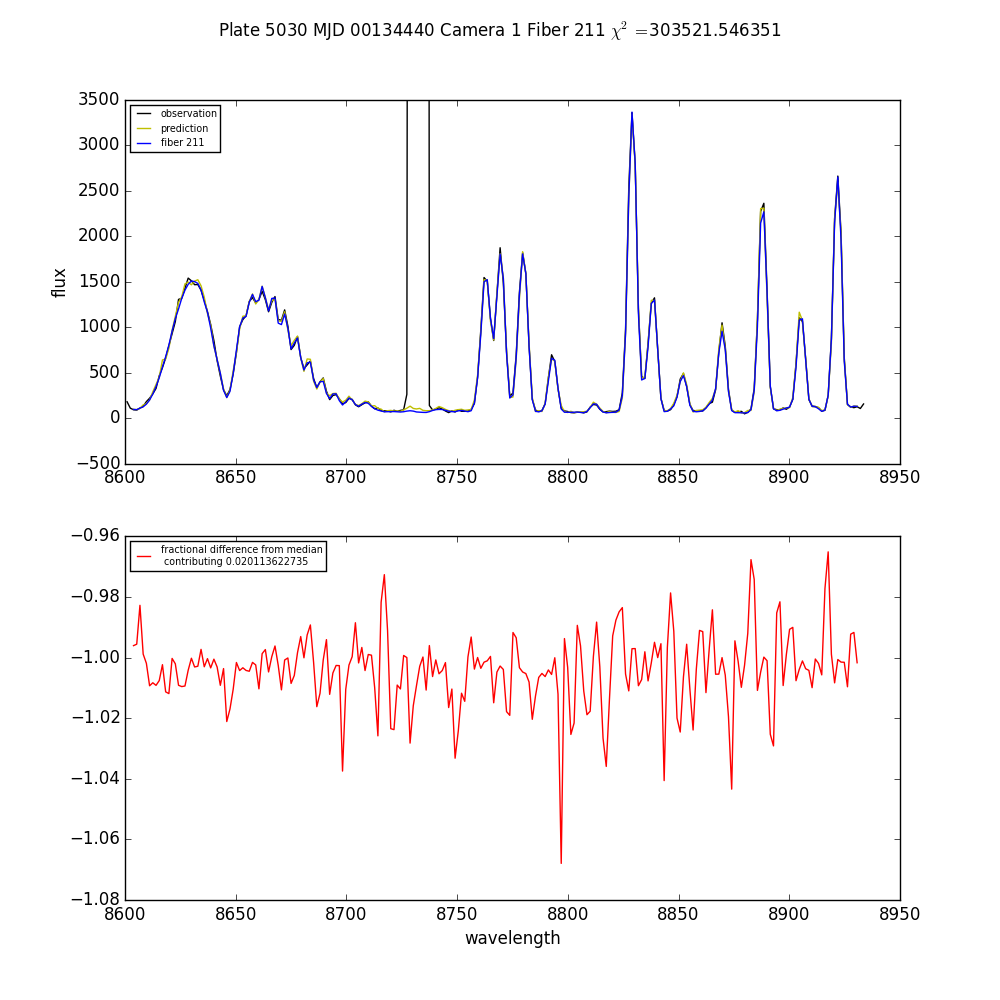 Plate 5030 MJD 00134440 Camera 1 Fiber 211 χ² =303521.546351
3500
3000
2500
2000
1500
1000
500
0
−500
flux
observation
prediction
fiber 211
8600 8650 8700 8750 8800 8850 8900 8950
−0.96
−0.98
−1.00
−1.02
−1.04
−1.06
−1.08
fractional difference from median
contributing 0.020113622735
8600 8650 8700 8750 8800 8850 8900 8950
wavelength